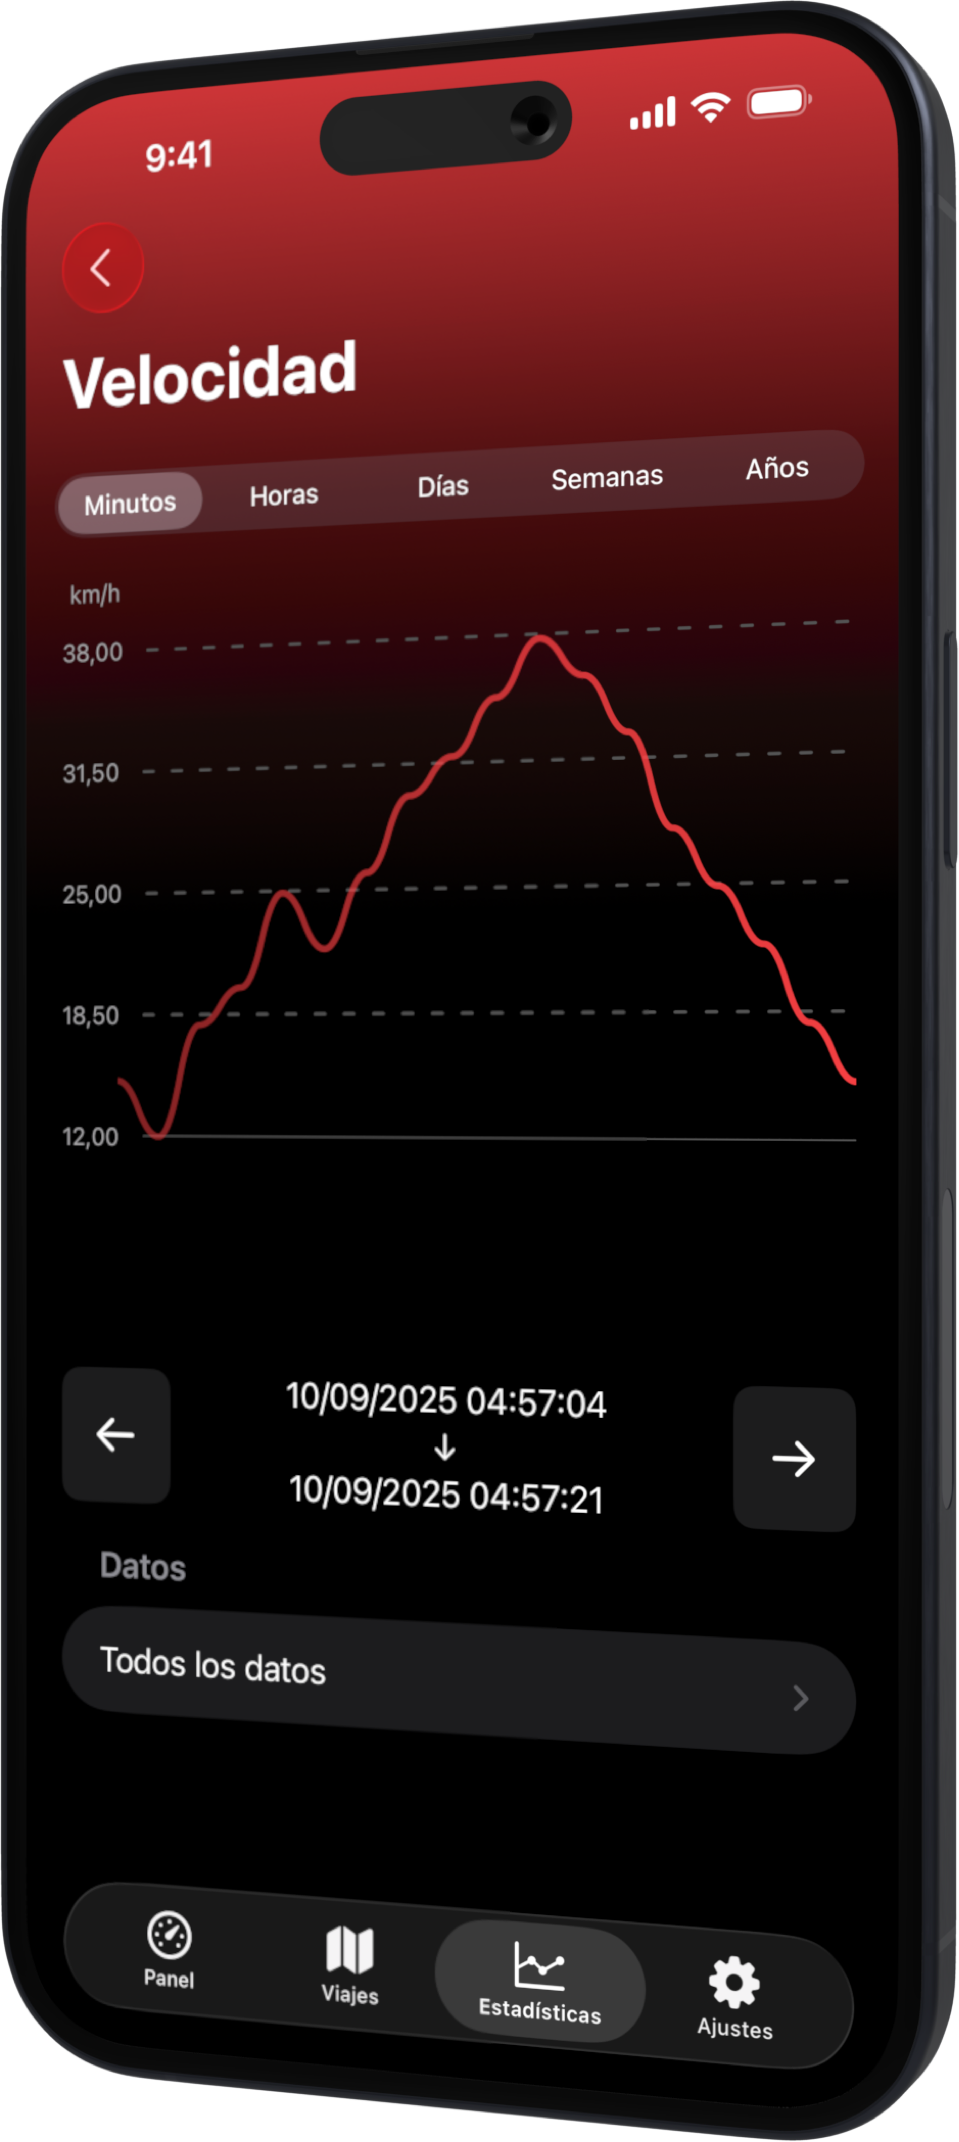 9:41
Velocidad
Minutos Horas Días Semanas Años
km/h
38,00
31,50
25,00
18,50
12,00
10/09/2025 04:57:04
↓
10/09/2025 04:57:21
Datos
Todos los datos
Panel Viajes Estadísticas Ajustes